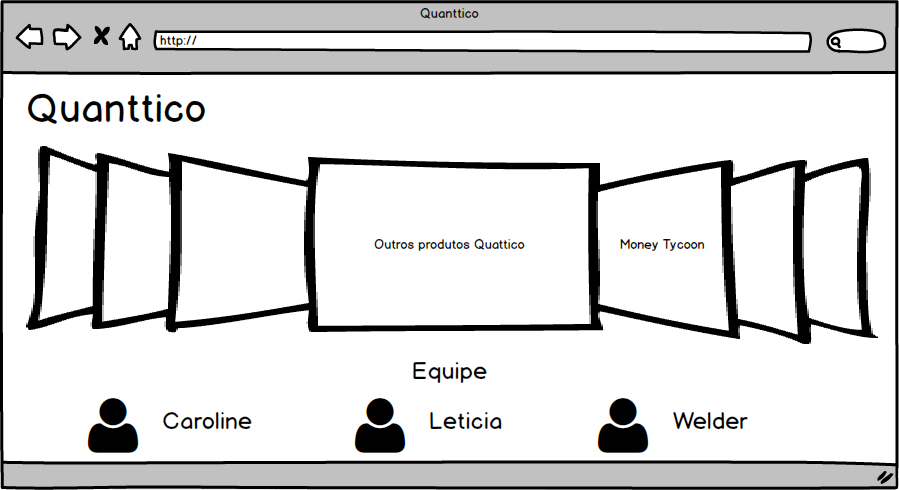 Quanttico
http://
Quanttico
Outros produtos Quattico
Money Tycoon
Equipe
Caroline
Leticia
Welder